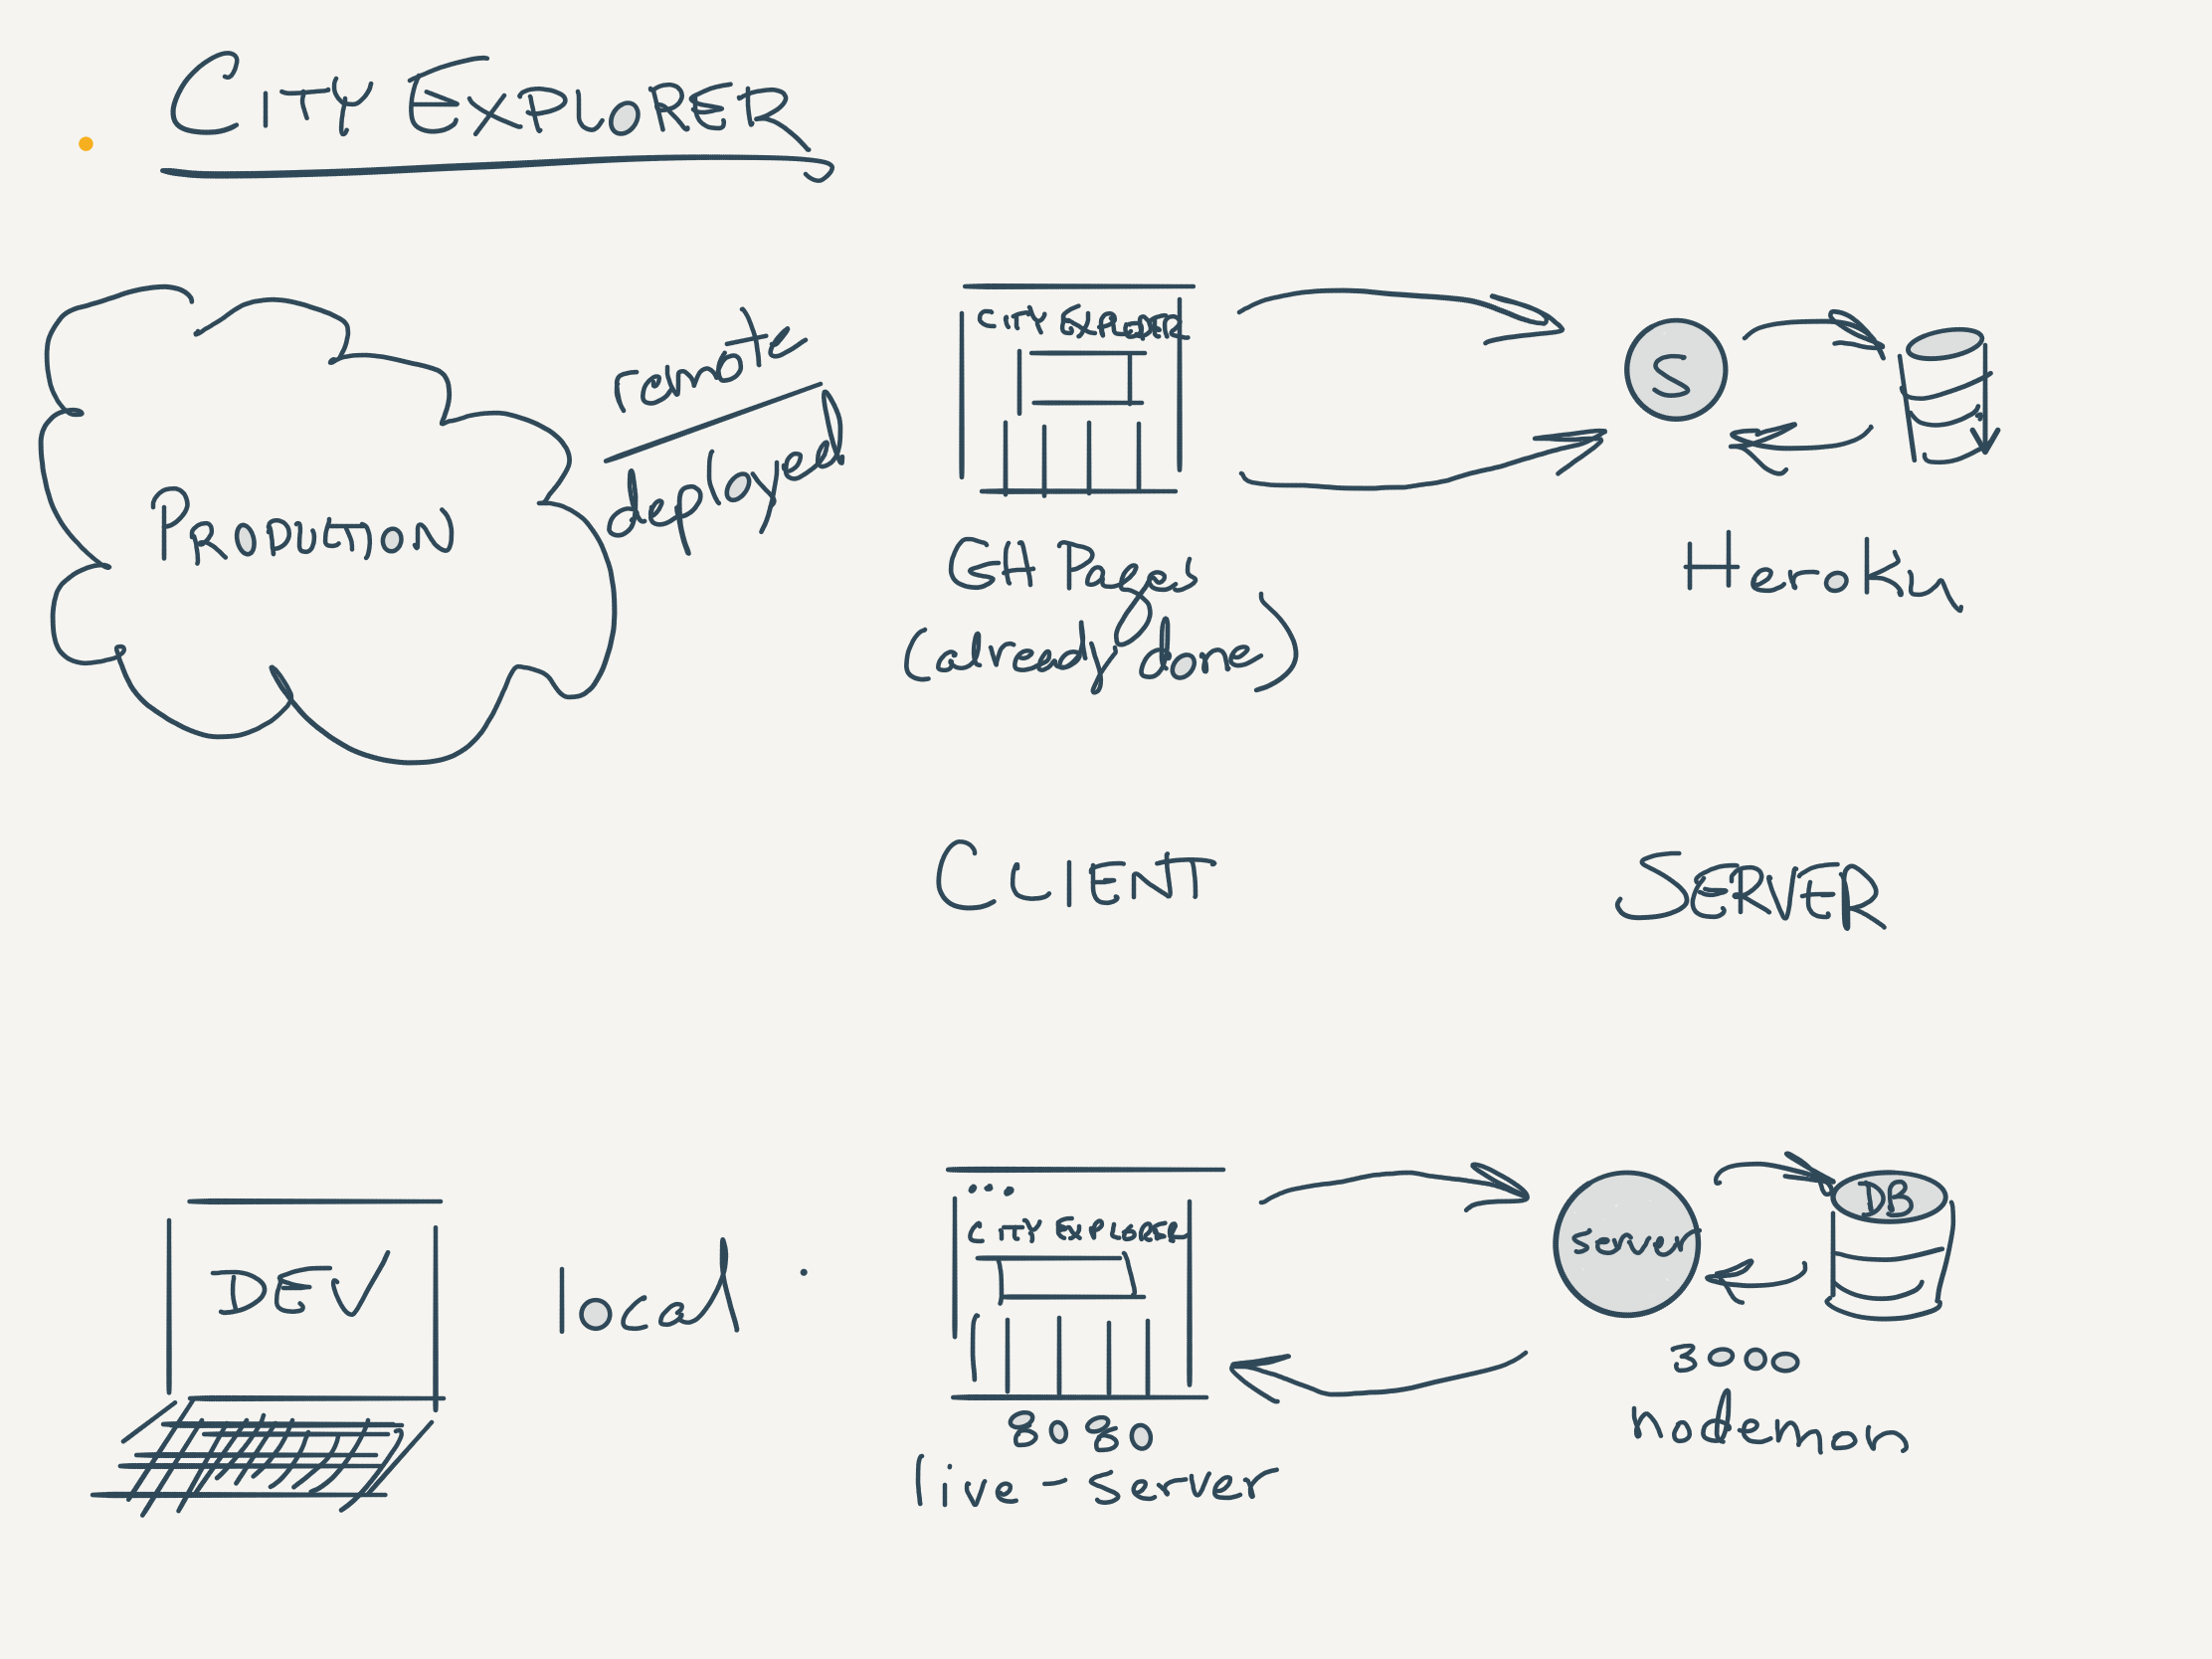 CITY EXPLORER
PRODUCTION
remote
deployed
CITY EXPLORER
S
GH Pages
(already done)
Heroku
CLIENT
SERVER
DEV
local
CITY EXPLORER
8080
live-server
server
DB
3000
nodemon